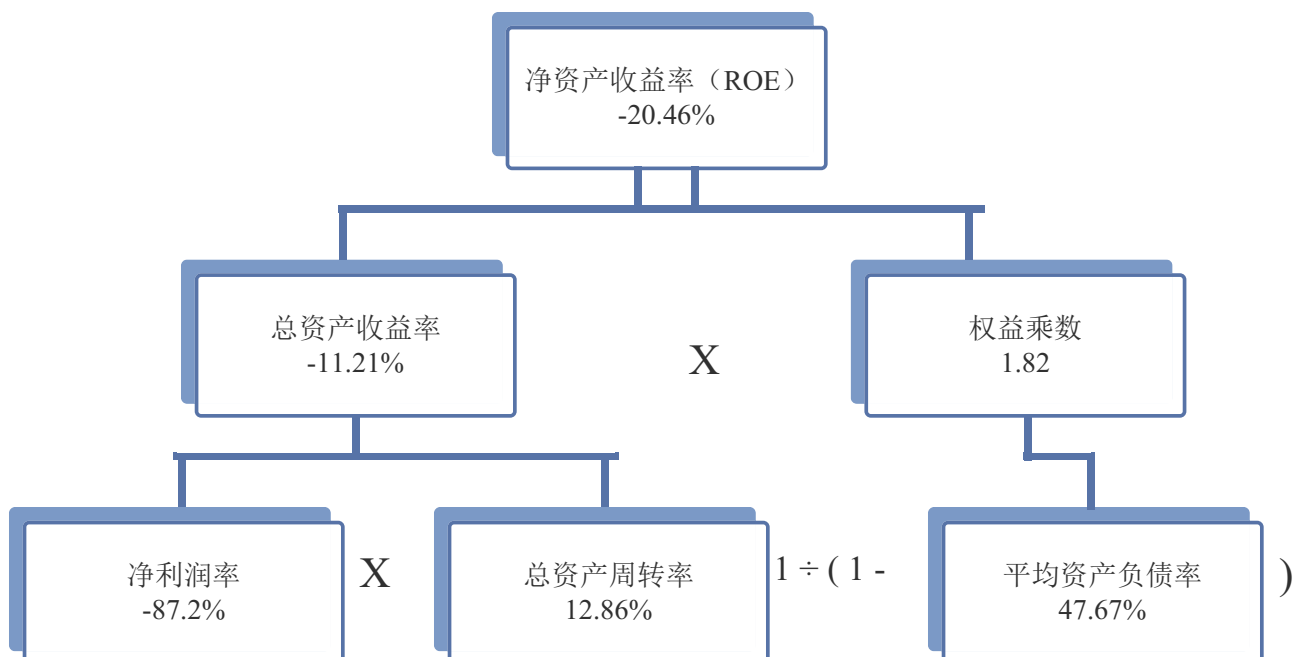 净资产收益率（ROE）
-20.46%
总资产收益率
-11.21%
X
权益乘数
1.82
净利润率
-87.2%
X
总资产周转率
12.86%
1 ÷ ( 1 -
平均资产负债率
47.67%
)